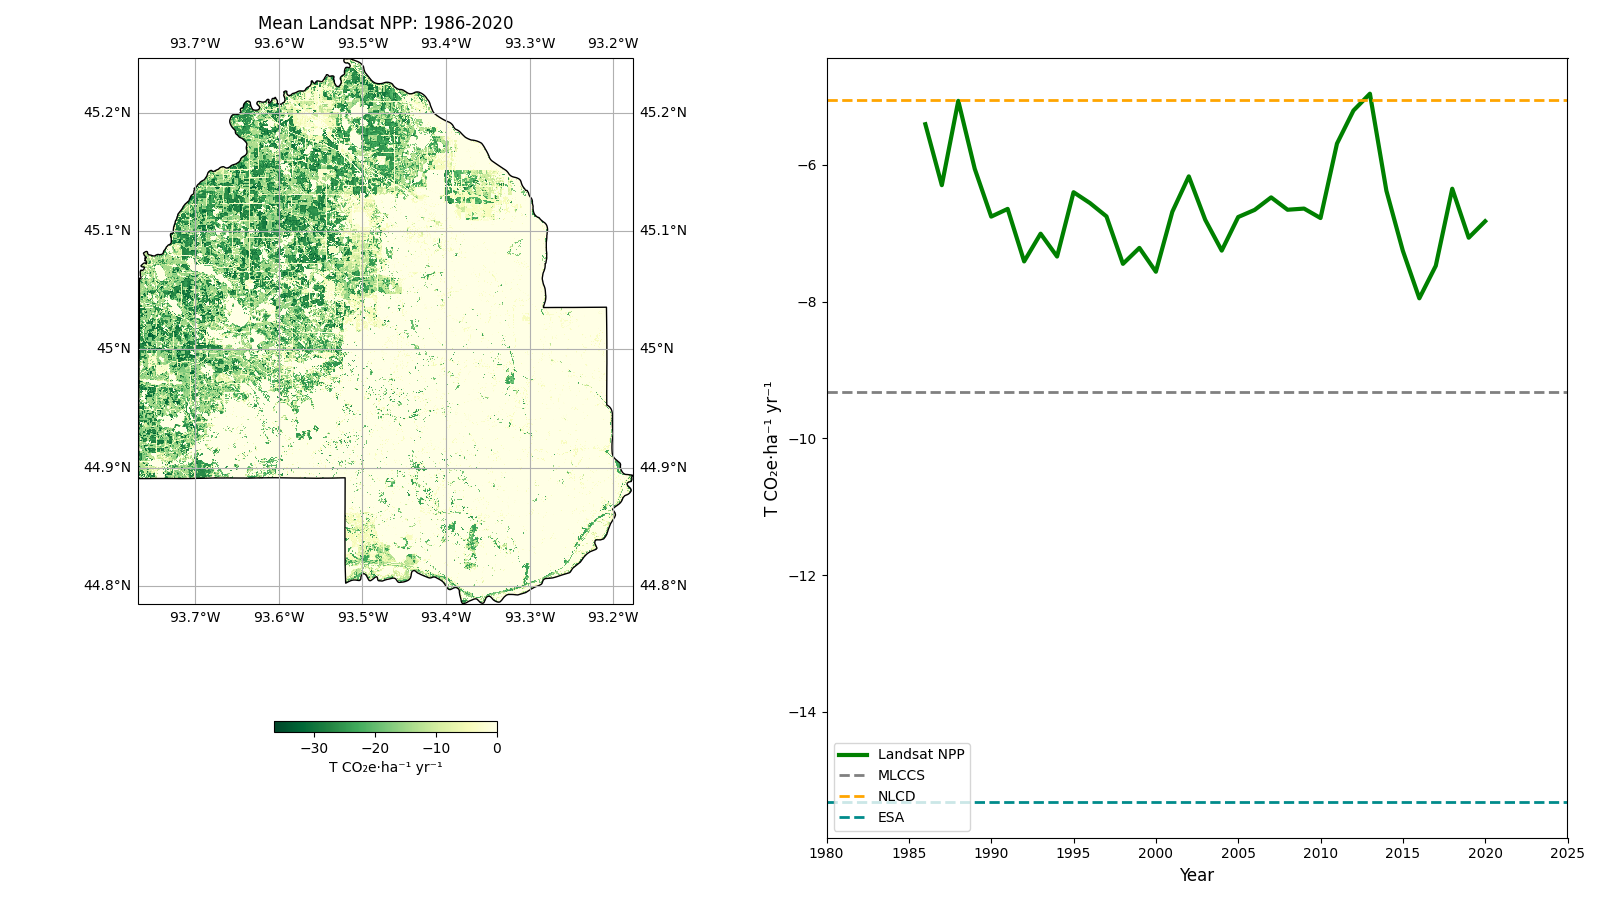 Mean Landsat NPP: 1986-2020
93.7°W 93.6°W 93.5°W 93.4°W 93.3°W 93.2°W
45.2°N 45.2°N
45.1°N 45.1°N
45°N 45°N
44.9°N 44.9°N
44.8°N 44.8°N
93.7°W 93.6°W 93.5°W 93.4°W 93.3°W 93.2°W
−30 −20 −10 0
T CO₂e·ha⁻¹ yr⁻¹
T CO₂e·ha⁻¹ yr⁻¹
−6
−8
−10
−12
−14
Landsat NPP
MLCCS
NLCD
ESA
1980 1985 1990 1995 2000 2005 2010 2015 2020 2025
Year